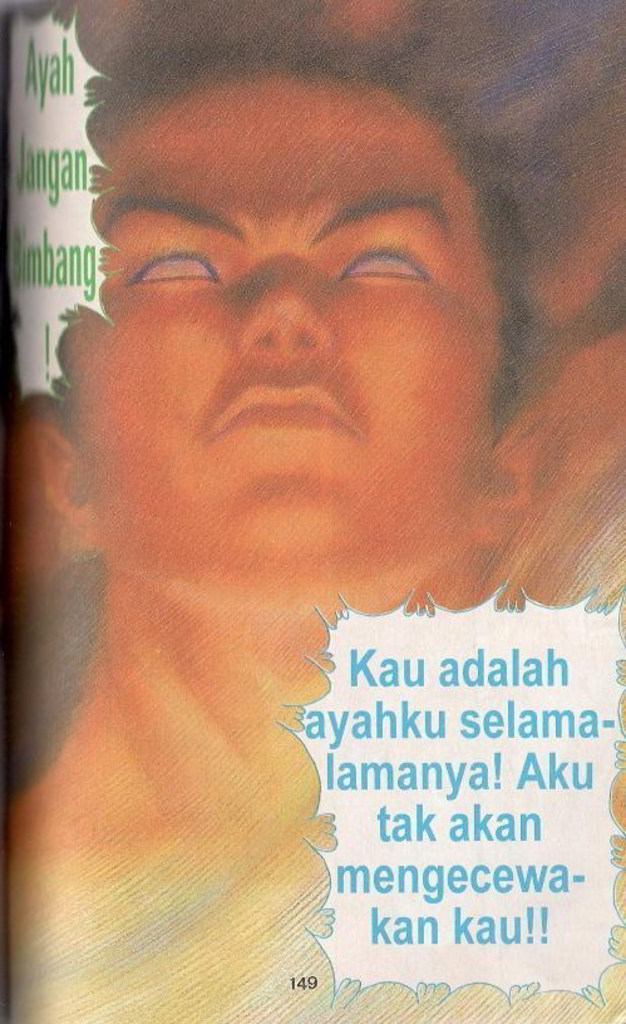 Ayah
Jangan
Bimbang
!
Kau adalah
ayahku selama-
lamanya! Aku
tak akan
mengecewa-
kan kau!!
149